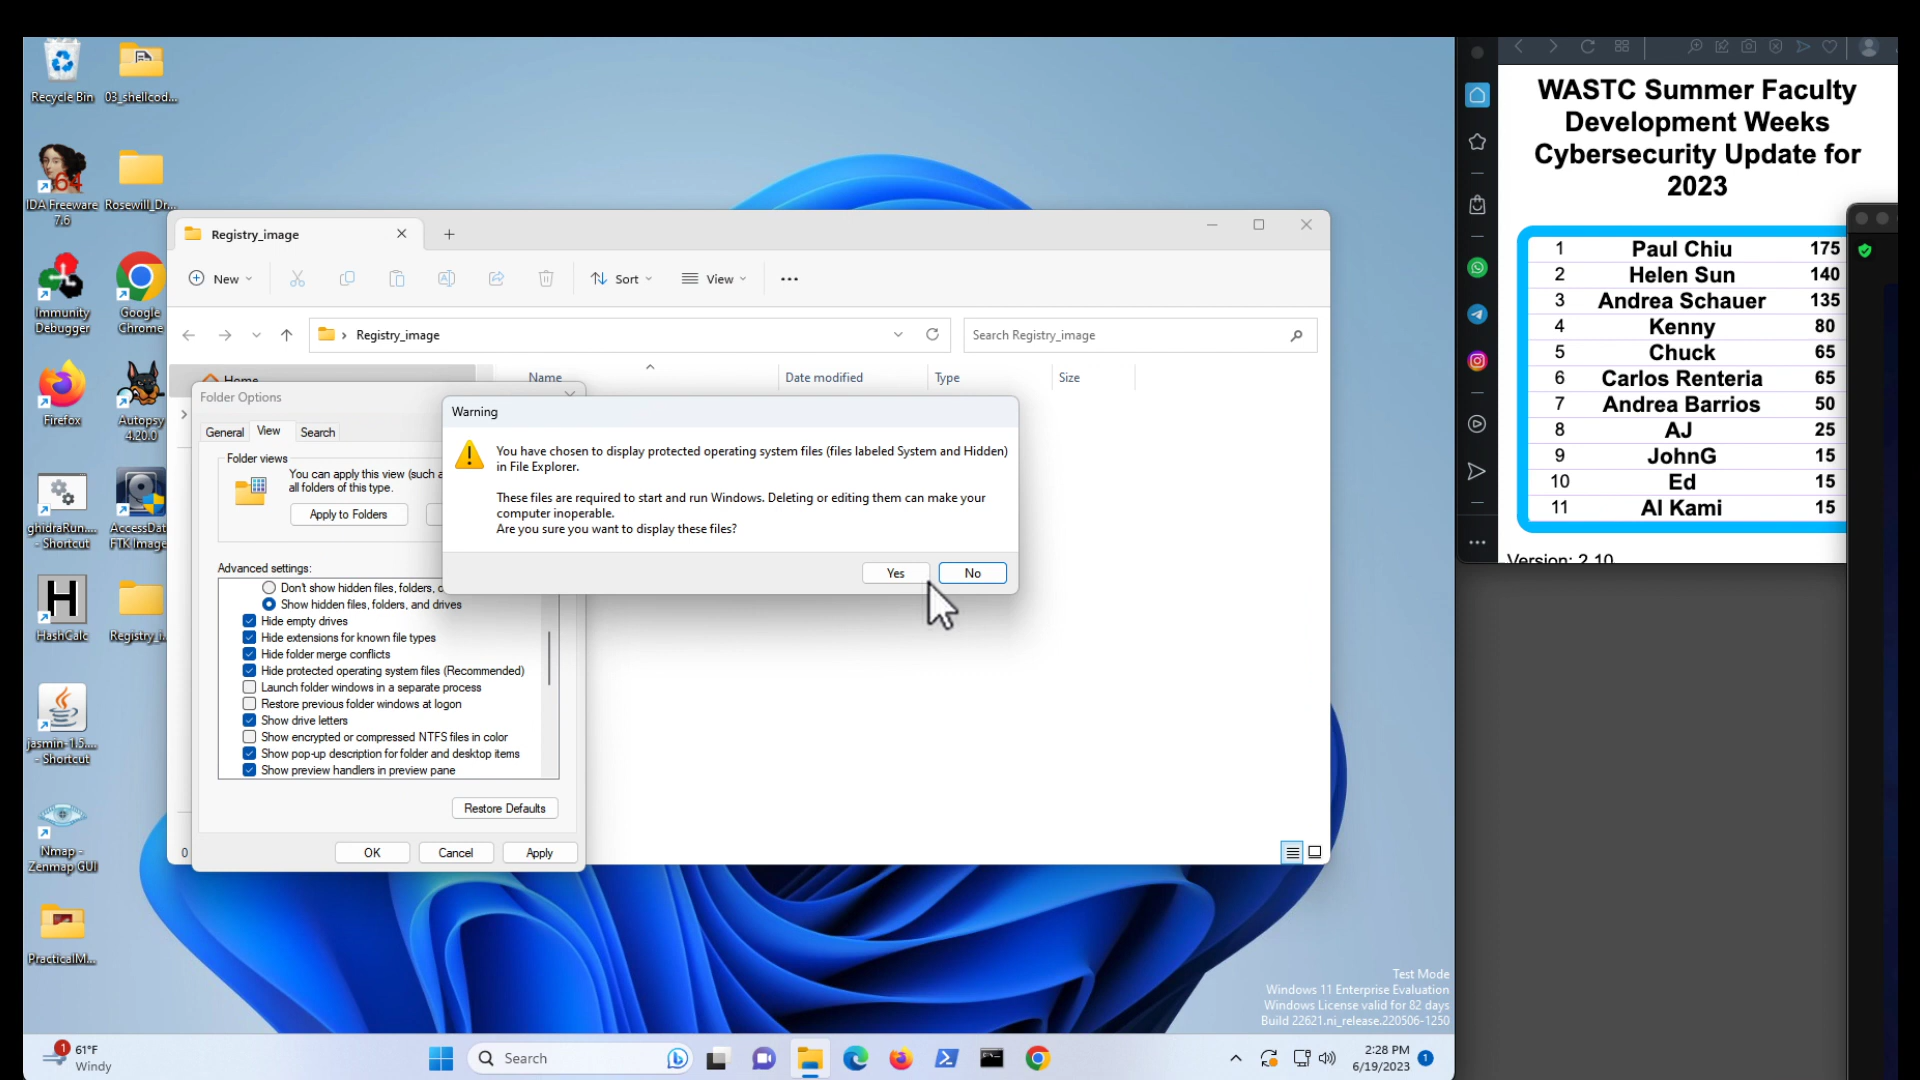 Recycle Bin
03_shellcod...
IDA Freeware
7.6
Rosewill_Dr...
Immunity
Debugger
Google
Chrome
Firefox
Autopsy
4.20.0
ghidraRun....
- Shortcut
AccessDat
FTK Image
HashCalc
Registry_i...
jasmin-1.5....
- Shortcut
Nmap -
Zenmap GUI
PracticalM...
Registry_image
New
Sort
View
Registry_image
Search Registry_image
Home
Name
Date modified
Type
Size
0
Folder Options
General
View
Search
Folder views
You can apply this view (such a
all folders of this type.
Apply to Folders
Advanced settings:
Don't show hidden files, folders, o
Show hidden files, folders, and drives
Hide empty drives
Hide extensions for known file types
Hide folder merge conflicts
Hide protected operating system files (Recommended)
Launch folder windows in a separate process
Restore previous folder windows at logon
Show drive letters
Show encrypted or compressed NTFS files in color
Show pop-up description for folder and desktop items
Show preview handlers in preview pane
Restore Defaults
OK
Cancel
Apply
Warning
You have chosen to display protected operating system files (files labeled System and Hidden)
in File Explorer.
These files are required to start and run Windows. Deleting or editing them can make your
computer inoperable.
Are you sure you want to display these files?
Yes
No
Test Mode
Windows 11 Enterprise Evaluation
Windows License valid for 82 days
Build 22621.ni_release.220506-1250
1
61°F
Windy
Search
2:28 PM
6/19/2023
1
WASTC Summer Faculty
Development Weeks
Cybersecurity Update for
2023
1 Paul Chiu 175
2 Helen Sun 140
3 Andrea Schauer 135
4 Kenny 80
5 Chuck 65
6 Carlos Renteria 65
7 Andrea Barrios 50
8 AJ 25
9 JohnG 15
10 Ed 15
11 Al Kami 15
Version: 2.10